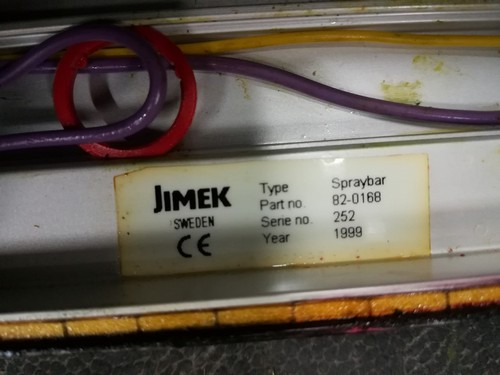 JIMEK
SWEDEN
CE
Type Spraybar
Part no. 82-0168
Serie no. 252
Year 1999